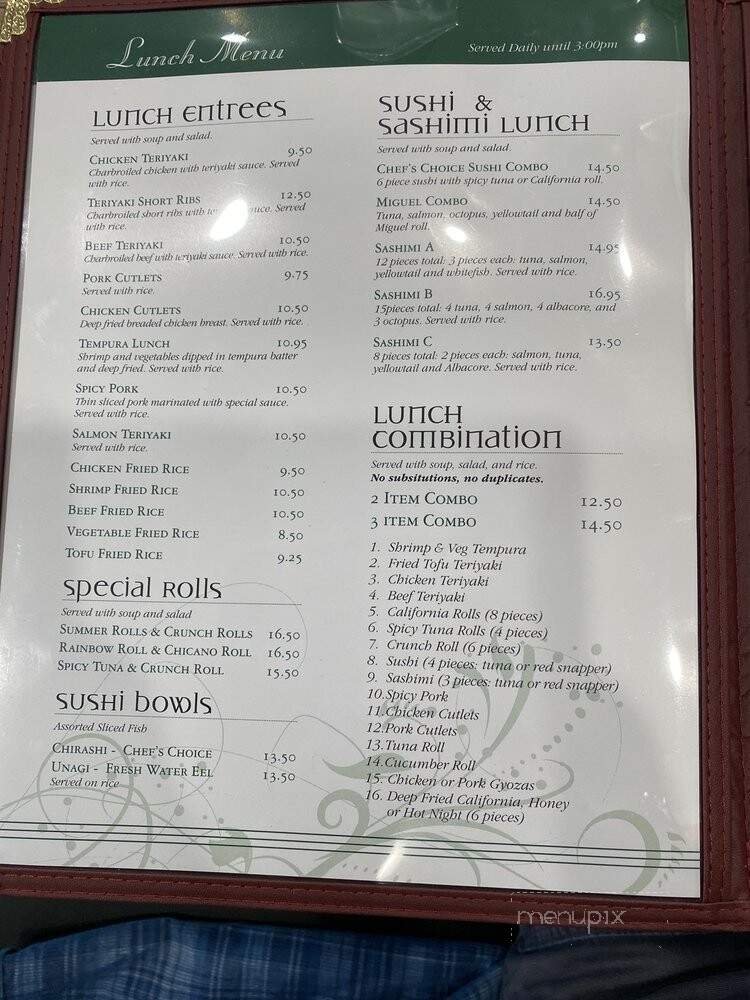 Lunch Menu
Served Daily until 3:00pm
Lunch Entrees
Served with soup and salad.
Chicken Teriyaki 9.50
Charbroiled chicken with teriyaki sauce. Served
with rice.
Teriyaki Short Ribs 12.50
Charbroiled short ribs with sauce. Served
with rice.
Beef Teriyaki 10.50
Charbroiled beef with teriyaki sauce. Served with rice.
Pork Cutlets 9.75
Served with rice.
Chicken Cutlets 10.50
Deep fried breaded chicken breast. Served with rice.
Tempura Lunch 10.95
Shrimp and vegetables dipped in tempura batter
and deep fried. Served with rice.
Spicy Pork 10.50
Thin sliced pork marinated with special sauce.
Served with rice.
Salmon Teriyaki 10.50
Served with rice.
Chicken Fried Rice 9.50
Shrimp Fried Rice 10.50
Beef Fried Rice 10.50
Vegetable Fried Rice 8.50
Tofu Fried Rice 9.25
Special Rolls
Served with soup and salad
Summer Rolls & Crunch Rolls 16.50
Rainbow Roll & Chicano Roll 16.50
Spicy Tuna & Crunch Roll 15.50
Sushi Bowls
Assorted Sliced Fish
Chirashi - Chef's Choice 13.50
Unagi - Fresh Water Eel 13.50
Served on rice
Sushi &
Sashimi Lunch
Served with soup and salad.
Chef's Choice Sushi Combo 14.50
6 piece sushi with spicy tuna or California roll.
Miguel Combo 14.50
Tuna, salmon, octopus, yellowtail and half of
Miguel roll.
Sashimi A 14.95
12 pieces total: 3 pieces each: tuna, salmon,
yellowtail and whitefish. Served with rice.
Sashimi B 16.95
15pieces total: 4 tuna, 4 salmon, 4 albacore, and
3 octopus. Served with rice.
Sashimi C 13.50
8 pieces total: 2 pieces each: salmon, tuna,
yellowtail and Albacore. Served with rice.
Lunch
Combination
Served with soup, salad, and rice.
No subsitutions, no duplicates.
2 Item Combo 12.50
3 item Combo 14.50
1. Shrimp & Veg Tempura
2. Fried Tofu Teriyaki
3. Chicken Teriyaki
4. Beef Teriyaki
5. California Rolls (8 pieces)
6. Spicy Tuna Rolls (4 pieces)
7. Crunch Roll (6 pieces)
8. Sushi (4 pieces: tuna or red snapper)
9. Sashimi (3 pieces: tuna or red snapper)
10.Spicy Pork
11.Chicken Cutlets
12.Pork Cutlets
13.Tuna Roll
14.Cucumber Roll
15. Chicken or Pork Gyozas
16. Deep Fried California, Honey
or Hot Night (6 pieces)
menupix